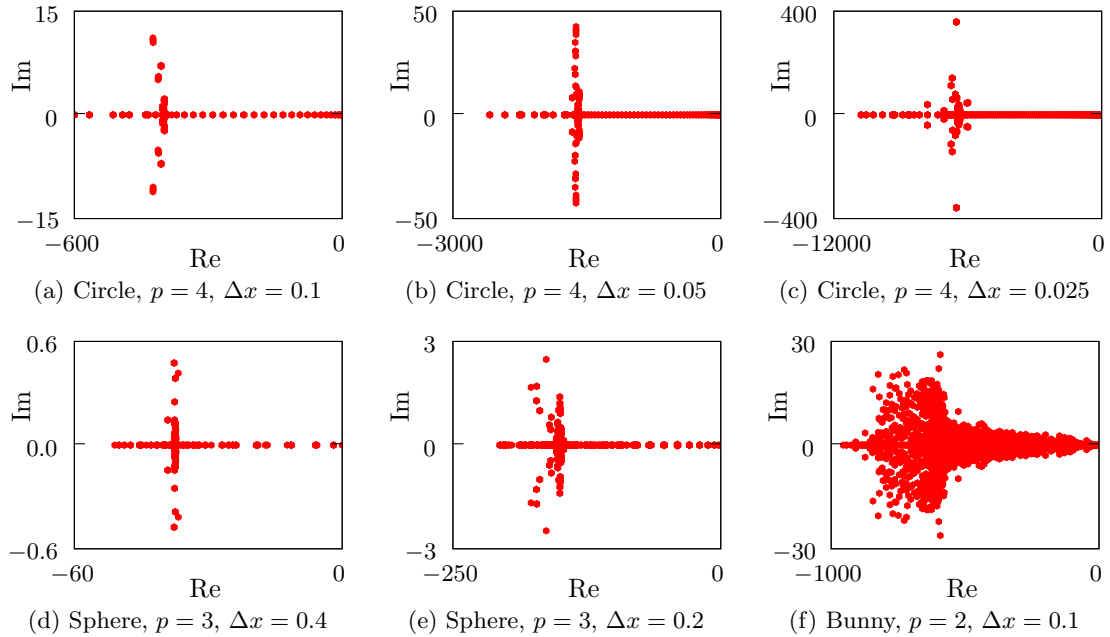 15
0
−15
Im
−600
0
Re
(a) Circle, p = 4, Δx = 0.1
50
0
−50
Im
−3000
0
Re
(b) Circle, p = 4, Δx = 0.05
400
0
−400
Im
−12000
0
Re
(c) Circle, p = 4, Δx = 0.025
0.6
0.0
−0.6
Im
−60
0
Re
(d) Sphere, p = 3, Δx = 0.4
3
0
−3
Im
−250
0
Re
(e) Sphere, p = 3, Δx = 0.2
30
0
−30
Im
−1000
0
Re
(f) Bunny, p = 2, Δx = 0.1